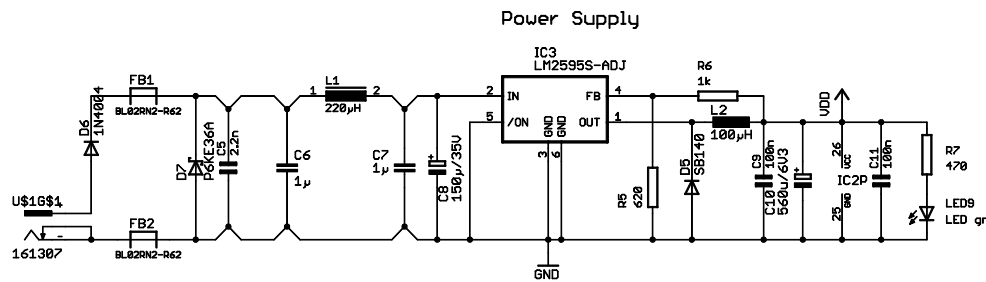 Power Supply
IC3
LM2595S-ADJ
FB1
BL02RN2-R62
L1
1 2
220µH
2 IN
FB 4
5 /ON
OUT 1
GND
GND
3
6
R6
1k
L2
100µH
VDD
D6
1N4004
D7
P6KE36A
C5
2.2n
C6
1µ
C7
1µ
+
C8
150µ/35V
R5
620
D5
SB140
C9
100n
C10
560u/6V3
26
VCC
IC2P
GND
25
C11
100n
R7
470
LED9
LED gr
U$1G$1
+
-
161307
FB2
BL02RN2-R62
GND